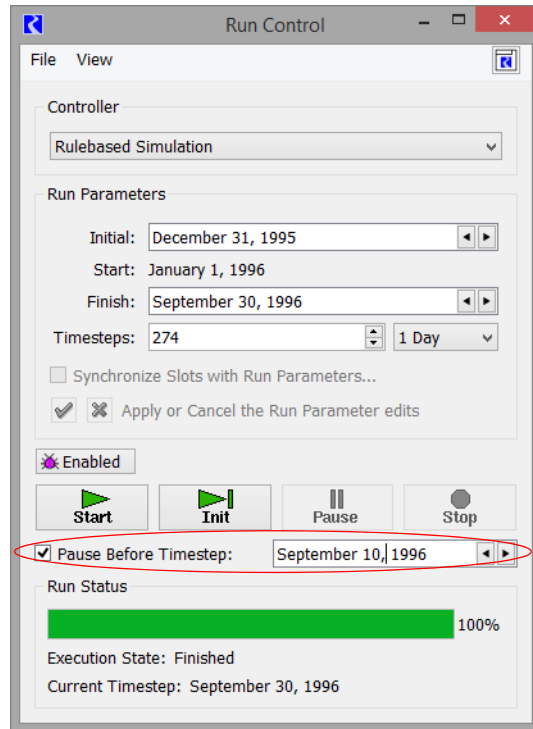 Run Control
File View
Controller
Rulebased Simulation
Run Parameters
Initial: December 31, 1995
Start: January 1, 1996
Finish: September 30, 1996
Timesteps: 274 1 Day
Synchronize Slots with Run Parameters...
Apply or Cancel the Run Parameter edits
Enabled
Start Init Pause Stop
Pause Before Timestep: September 10, 1996
Run Status
100%
Execution State: Finished
Current Timestep: September 30, 1996